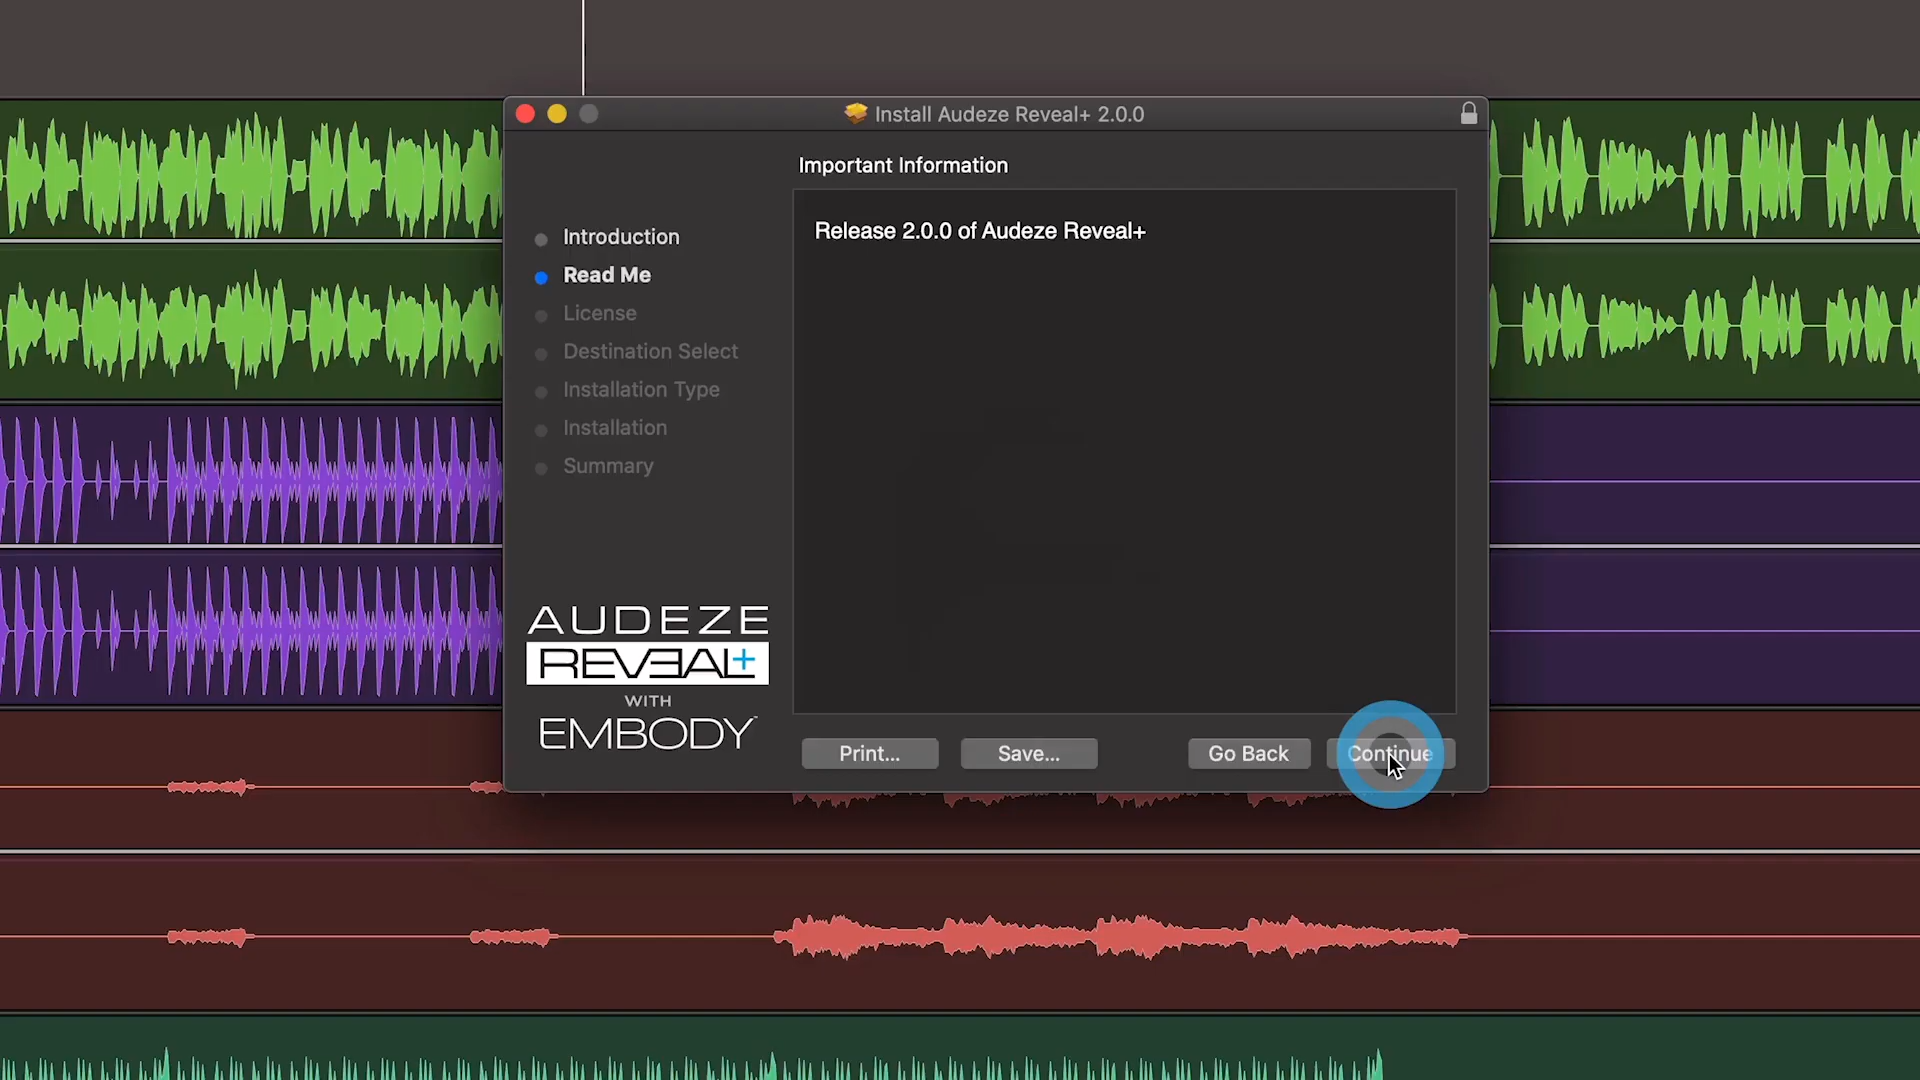 Install Audeze Reveal+ 2.0.0
Important Information
Release 2.0.0 of Audeze Reveal+
Introduction
Read Me
License
Destination Select
Installation Type
Installation
Summary
AUDEZE
REVEAL+
WITH
EMBODY™
Print...
Save...
Go Back
Continue